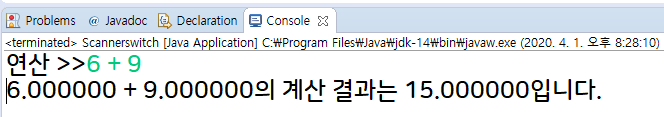 Problems @ Javadoc Declaration Console
<terminated> Scannerswitch [Java Application] C:₩Program Files₩Java₩jdk-14₩bin₩javaw.exe (2020. 4. 1. 오후 8:28:10)
연산 >>6 + 9
6.000000 + 9.000000의 계산 결과는 15.000000입니다.